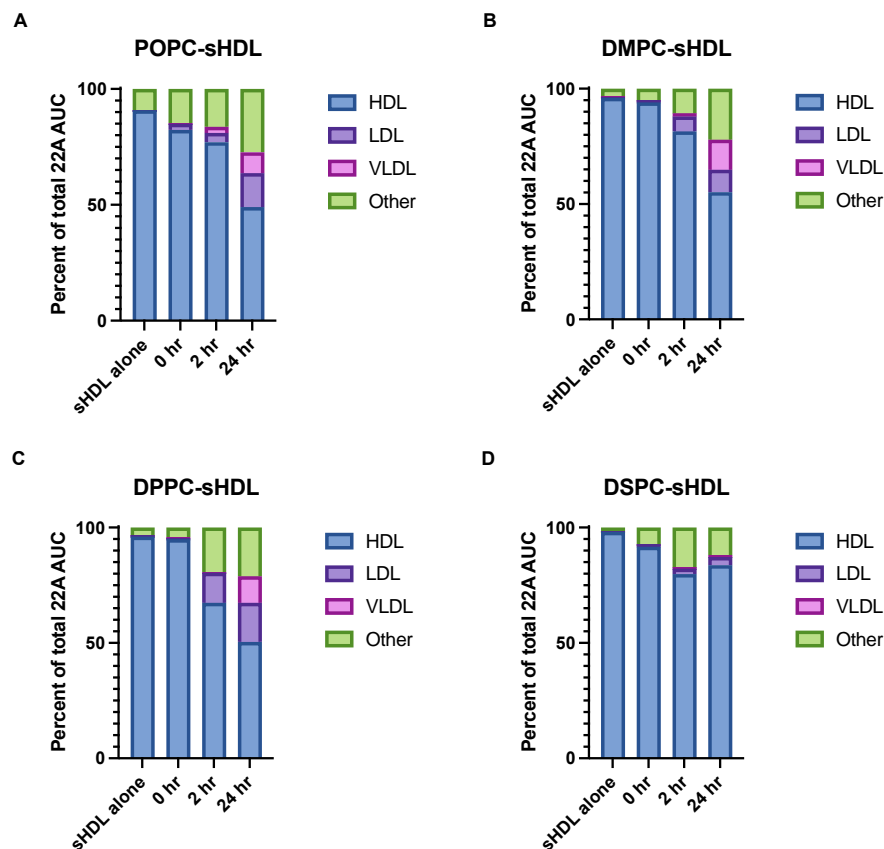 A
POPC-sHDL
Percent of total 22A AUC
100
50
0
sHDL alone
0 hr
2 hr
24 hr
HDL
LDL
VLDL
Other
B
DMPC-sHDL
Percent of total 22A AUC
100
50
0
sHDL alone
0 hr
2 hr
24 hr
HDL
LDL
VLDL
Other
C
DPPC-sHDL
Percent of total 22A AUC
100
50
0
sHDL alone
0 hr
2 hr
24 hr
HDL
LDL
VLDL
Other
D
DSPC-sHDL
Percent of total 22A AUC
100
50
0
sHDL alone
0 hr
2 hr
24 hr
HDL
LDL
VLDL
Other